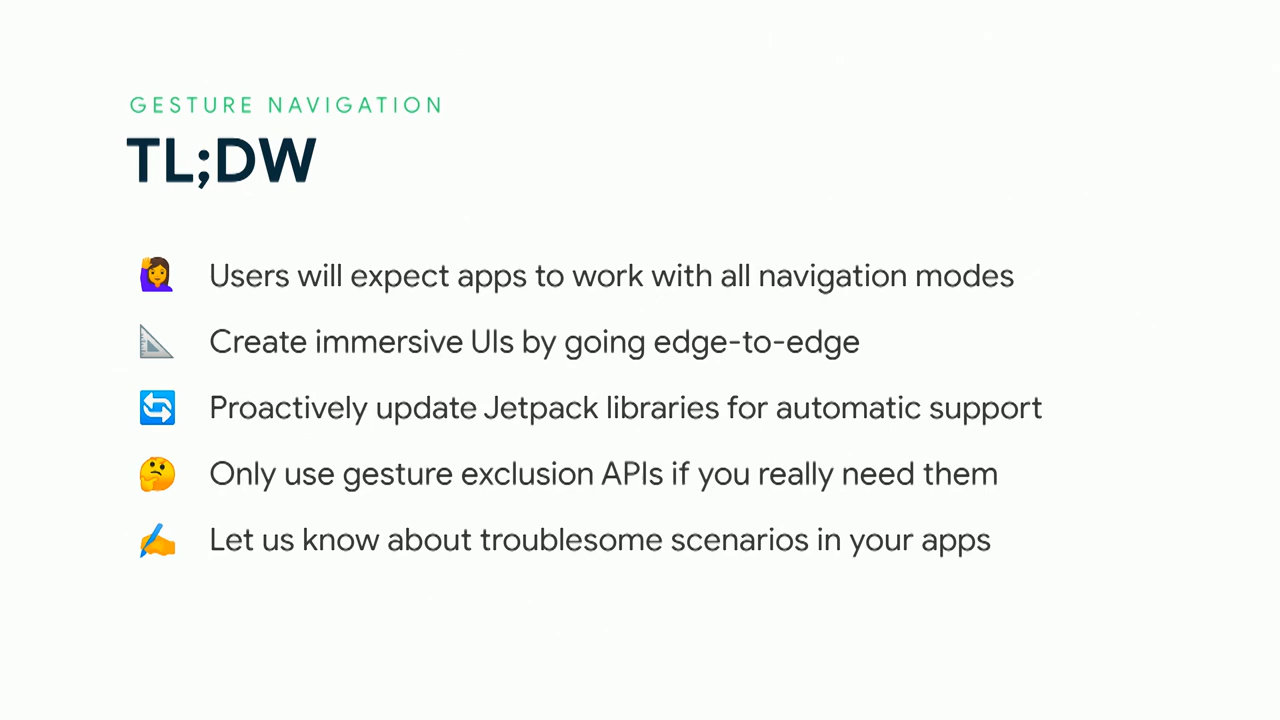 GESTURE NAVIGATION
TL;DW
Users will expect apps to work with all navigation modes
Create immersive UIs by going edge-to-edge
Proactively update Jetpack libraries for automatic support
Only use gesture exclusion APIs if you really need them
Let us know about troublesome scenarios in your apps